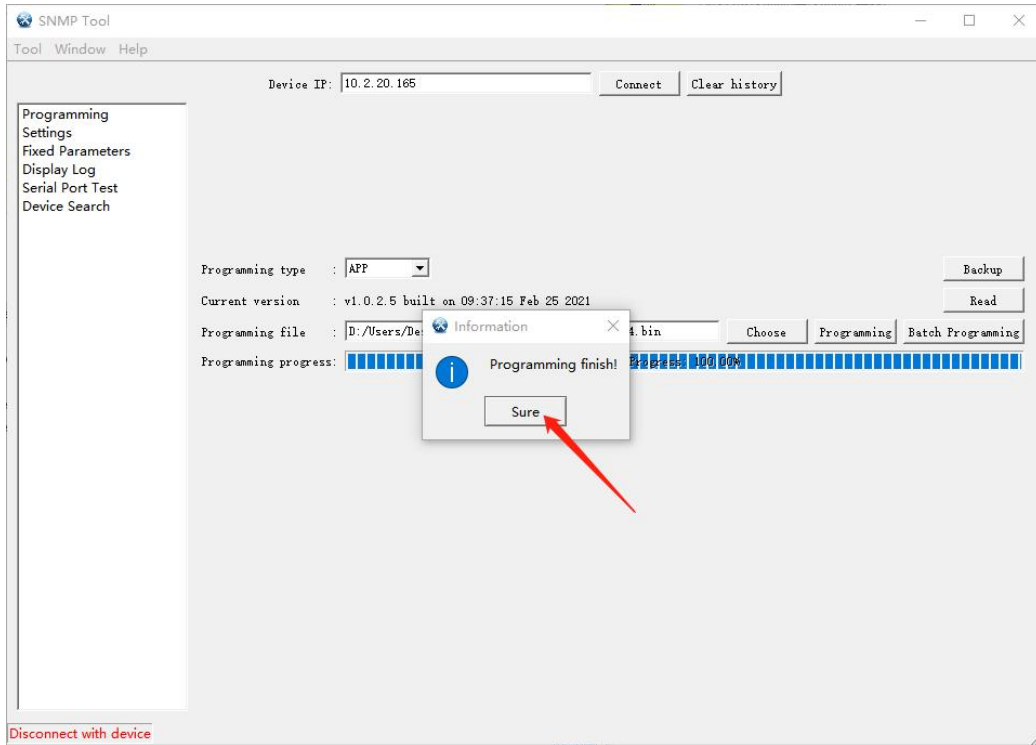 SNMP Tool
Tool Window Help
Device IP: 10.2.20.165 Connect Clear history
Programming
Settings
Fixed Parameters
Display Log
Serial Port Test
Device Search
Programming type : APP Backup
Current version : v1.0.2.5 built on 09:37:15 Feb 25 2021 Read
Programming file : D:/Users/De 4.bin Choose Programming Batch Programming
Programming progress: Progress: 100.00%
Information
Programming finish!
Sure
Disconnect with device